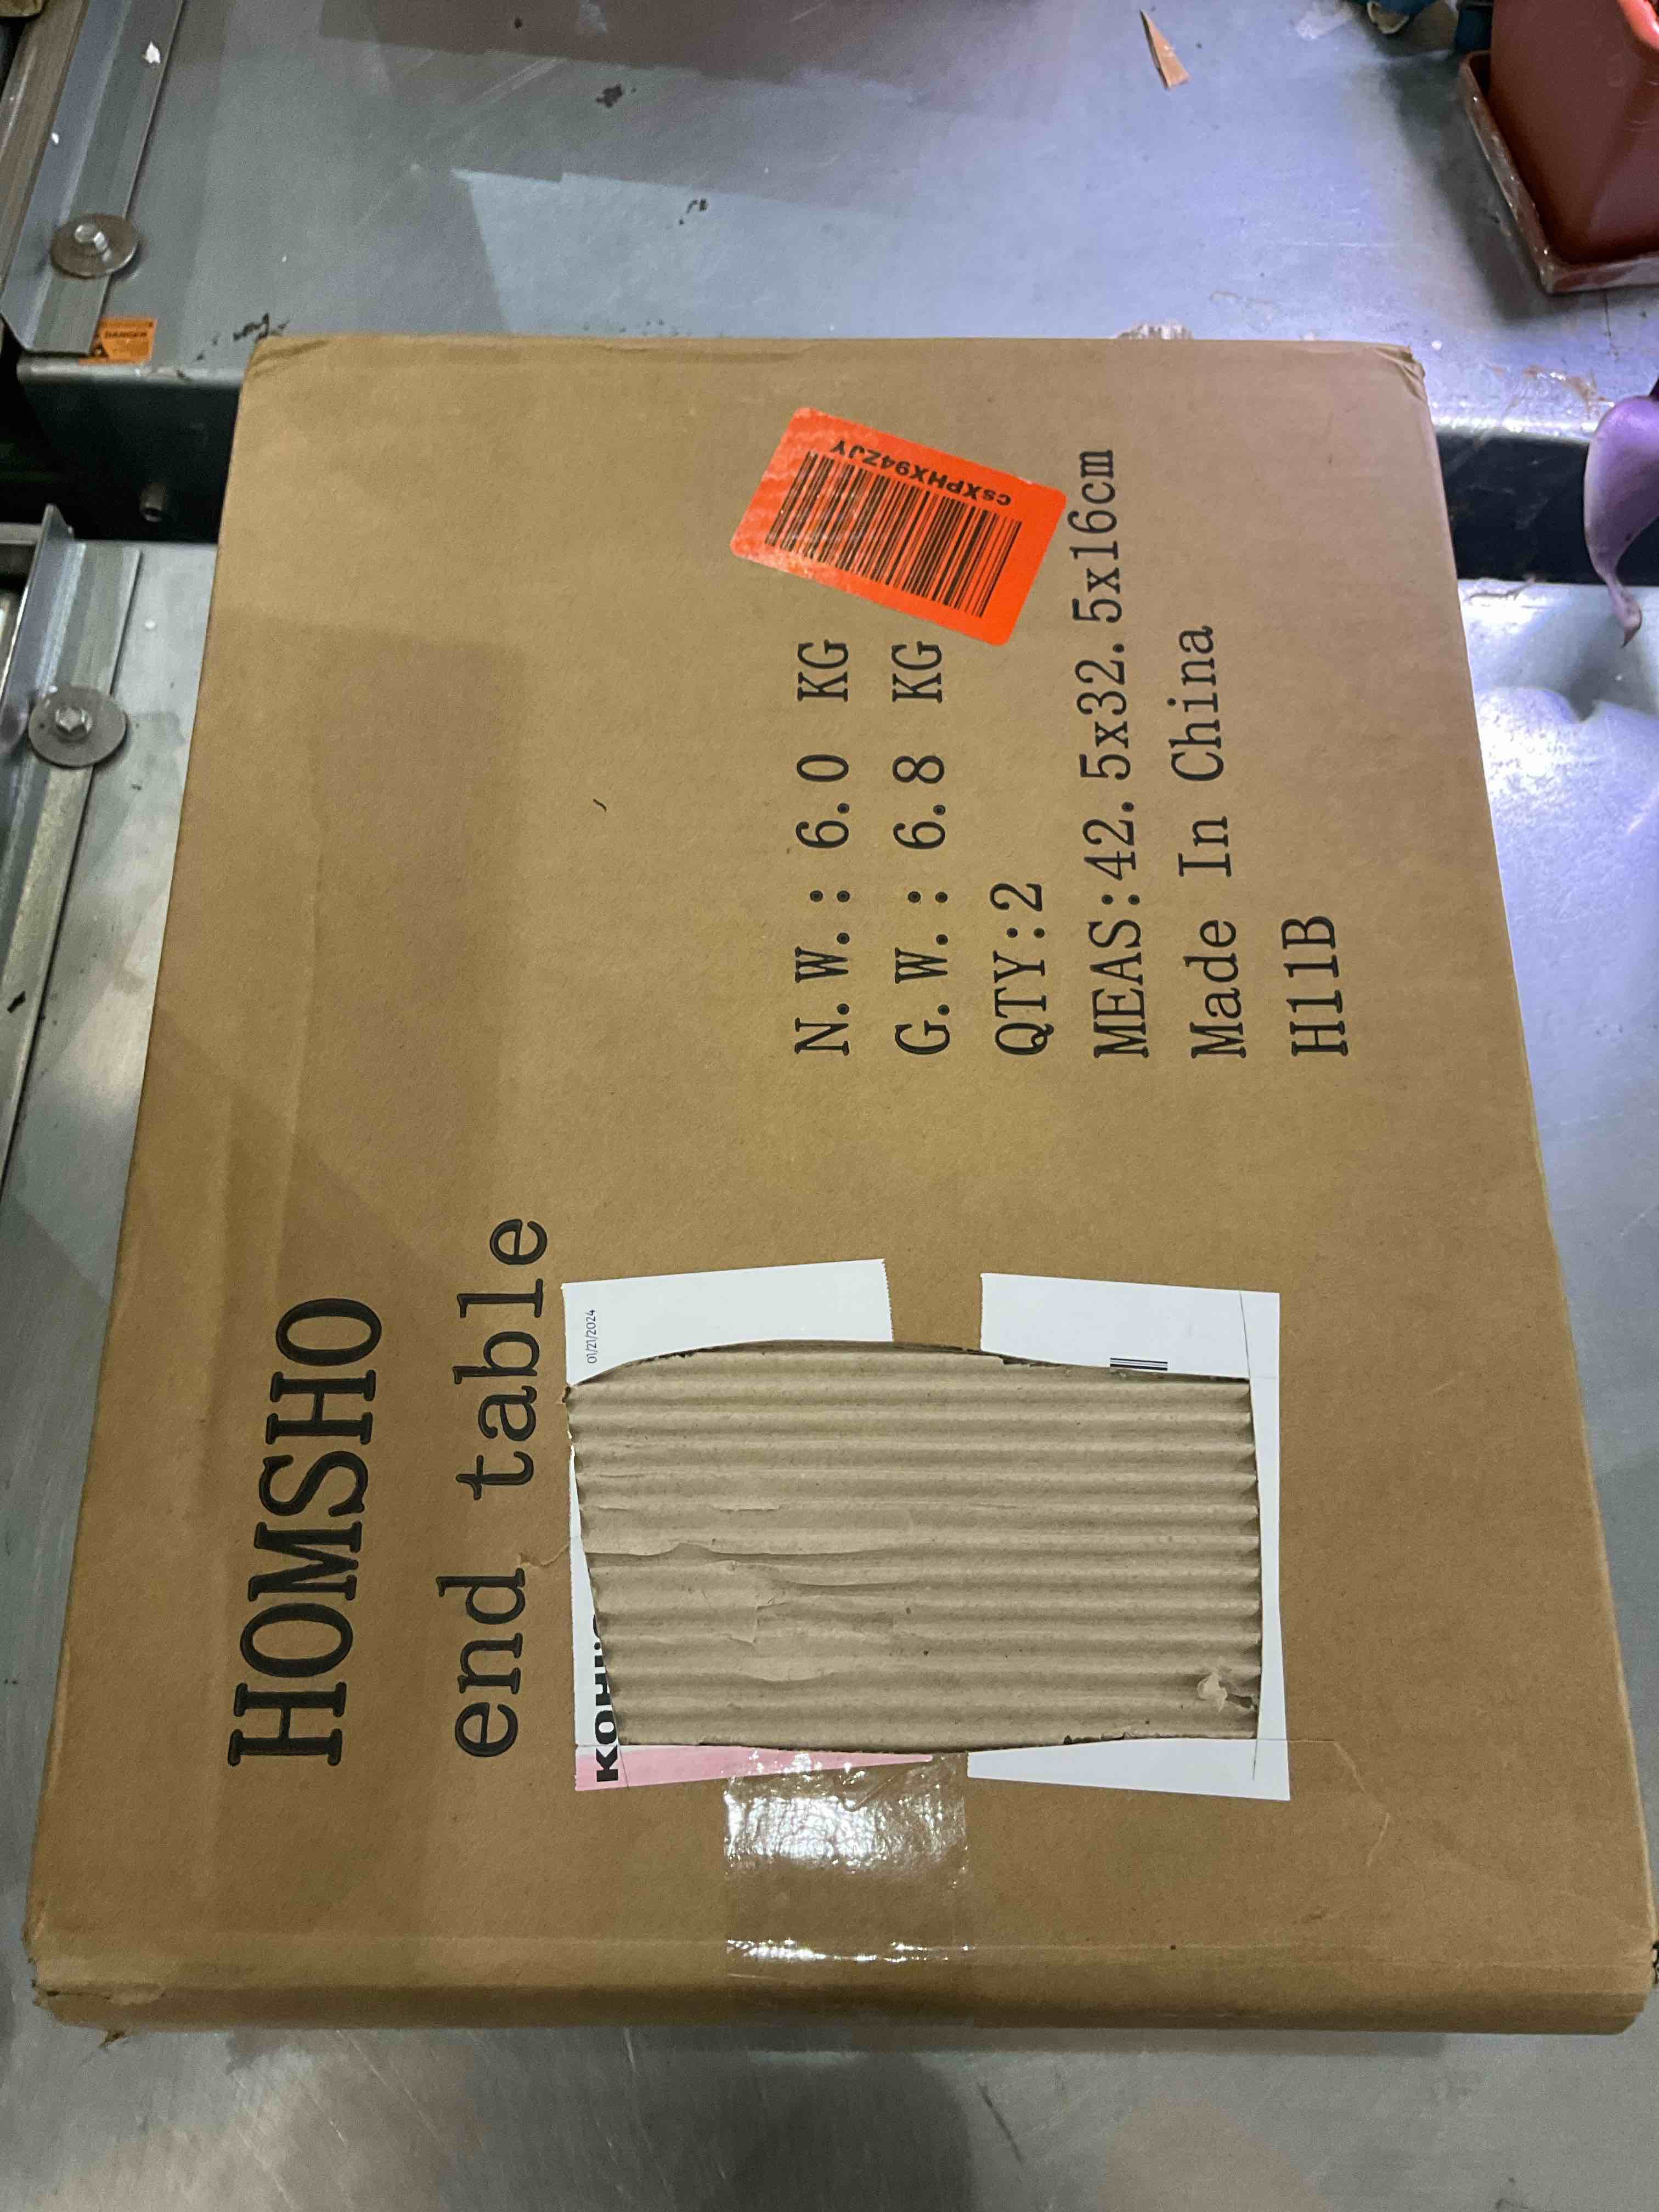 HOMSHO
end table
N.W.: 6.0 KG
G.W.: 6.8 KG
QTY:2
MEAS:42.5x32.5x16cm
Made In China
H11B
csXPHX94ZJY
01/21/2024
DANGER